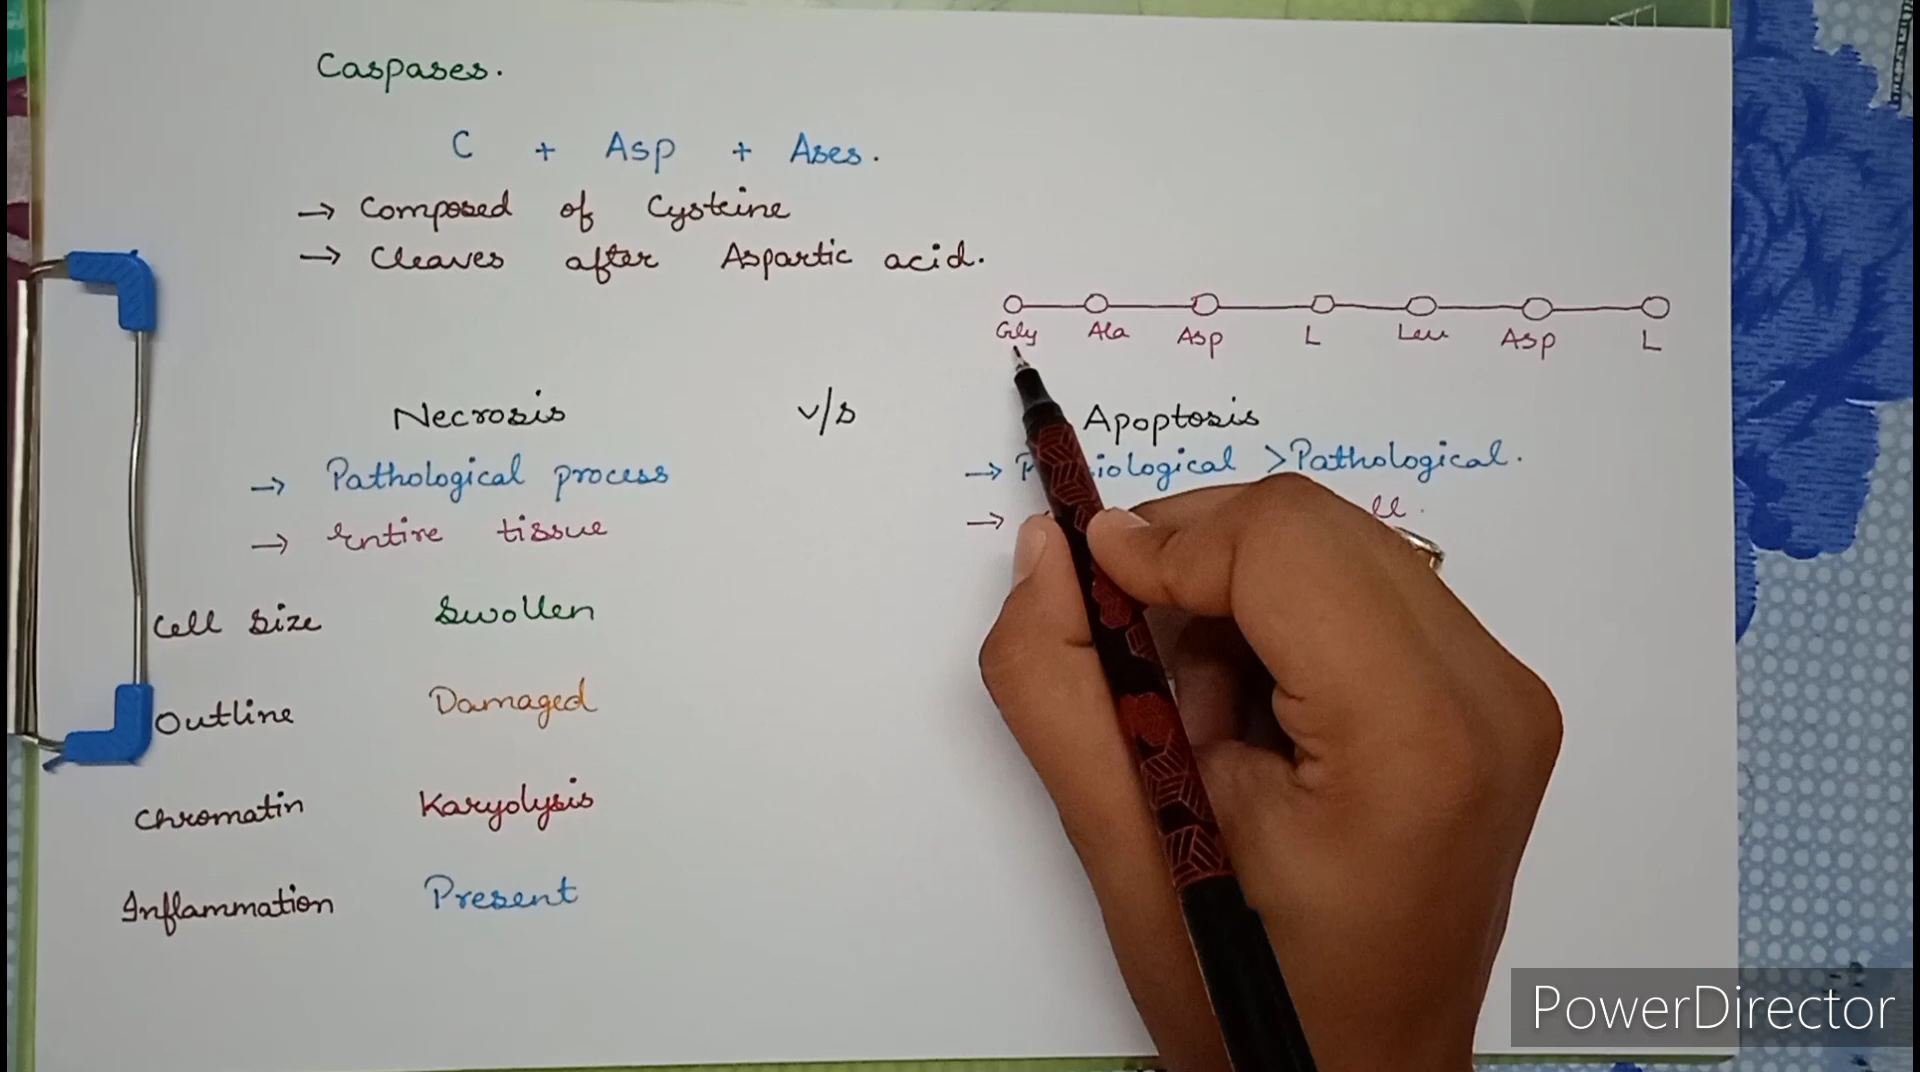 Caspases.
C + Asp + Ases.
→ Composed of Cysteine
→ Cleaves after Aspartic acid.
Gly Ala Asp L Leu Asp L
Necrosis v/s Apoptosis
→ Pathological process → >Pathological.
→ Entire tissue →
Cell size Swollen
Outline Damaged
Chromatin Karyolysis
Inflammation Present
PowerDirector